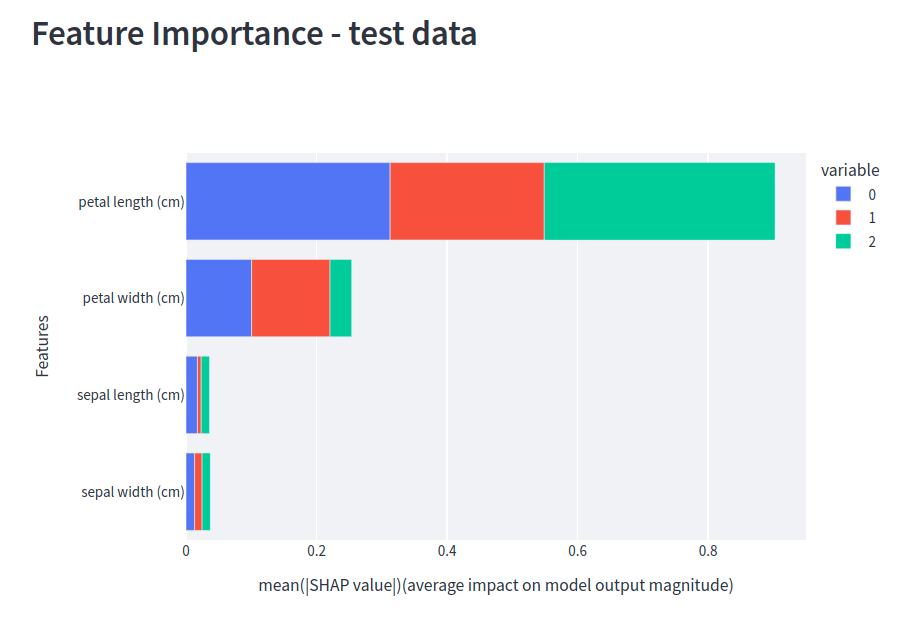 Feature Importance - test data
variable
0
1
2
petal length (cm)
petal width (cm)
sepal length (cm)
sepal width (cm)
Features
0
0.2
0.4
0.6
0.8
mean(|SHAP value|)(average impact on model output magnitude)